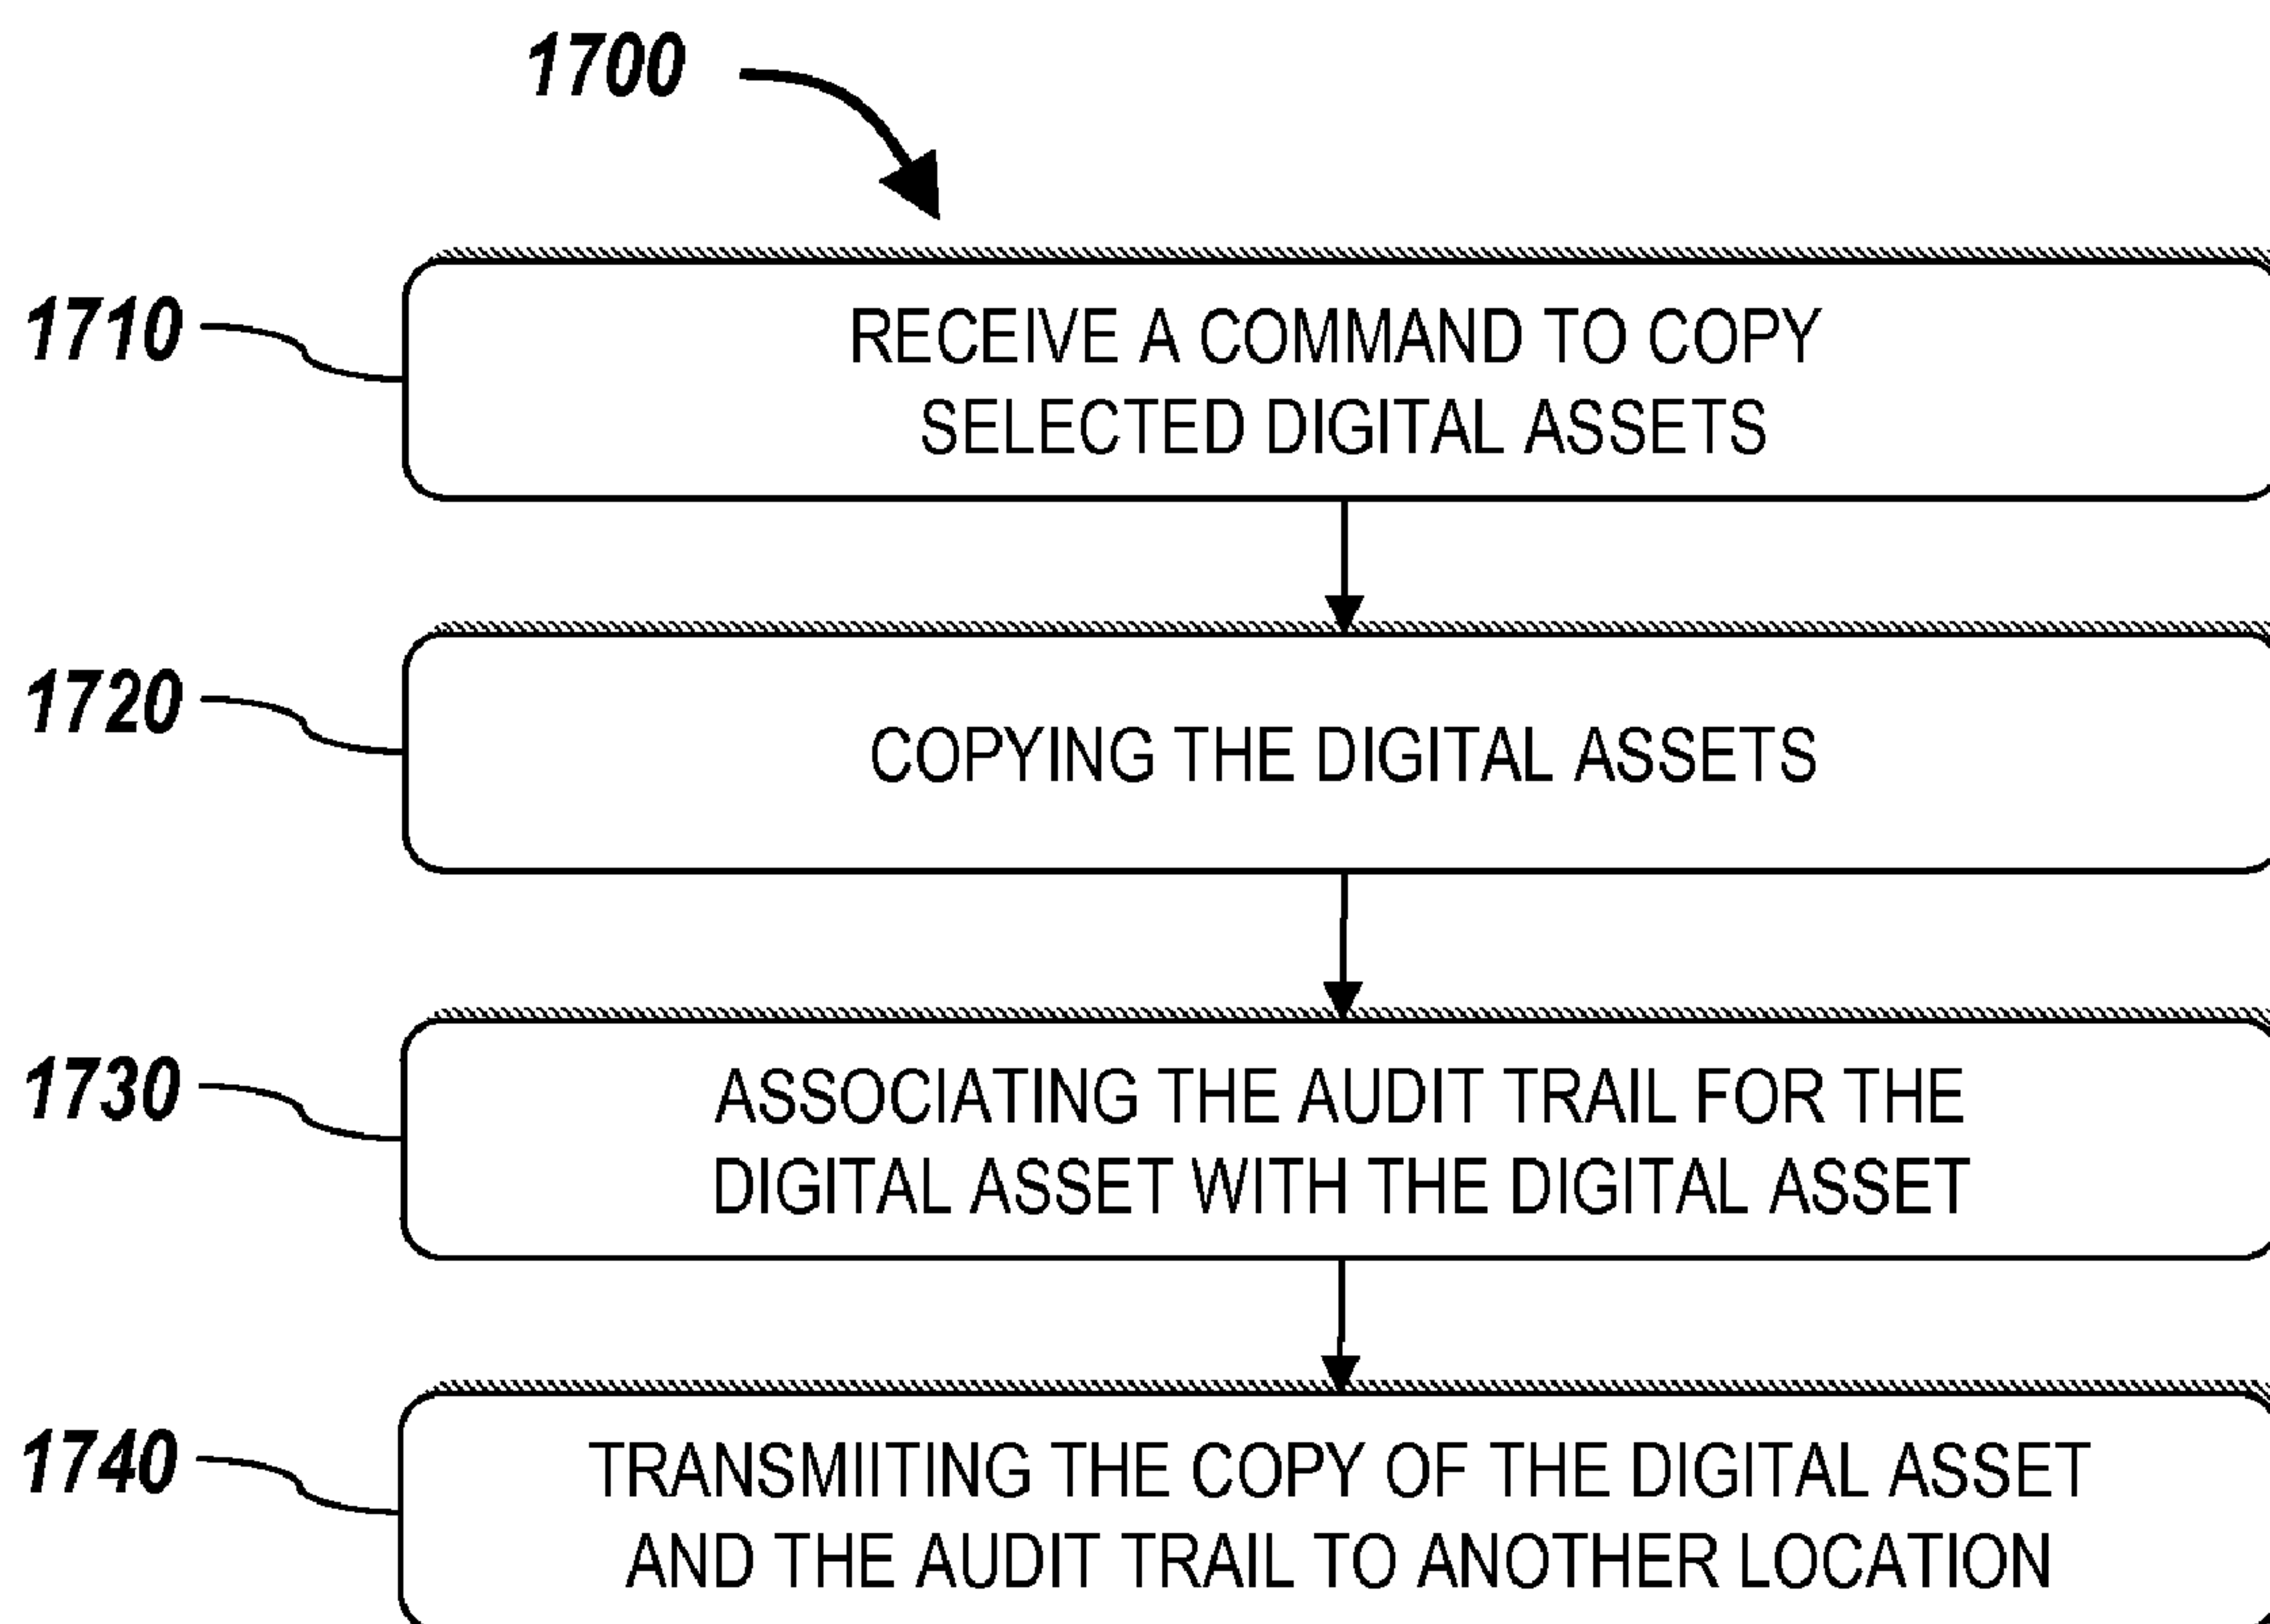 1700
1710
RECEIVE A COMMAND TO COPY
SELECTED DIGITAL ASSETS
1720
COPYING THE DIGITAL ASSETS
1730
ASSOCIATING THE AUDIT TRAIL FOR THE
DIGITAL ASSET WITH THE DIGITAL ASSET
1740
TRANSMIITING THE COPY OF THE DIGITAL ASSET
AND THE AUDIT TRAIL TO ANOTHER LOCATION